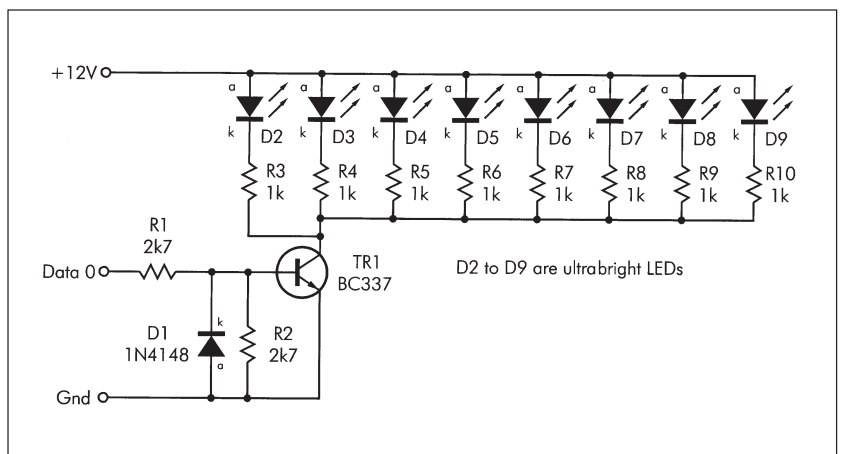 +12V
a a a a a a a a
k D2 k D3 k D4 k D5 k D6 k D7 k D8 k D9
R3 R4 R5 R6 R7 R8 R9 R10
1k 1k 1k 1k 1k 1k 1k 1k
R1
2k7
Data 0
TR1
BC337
D2 to D9 are ultrabright LEDs
k
D1
1N4148
a
R2
2k7
Gnd